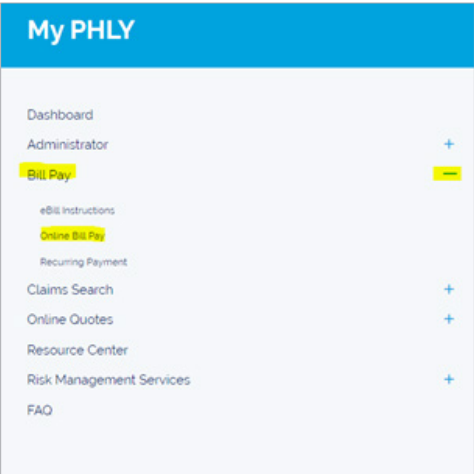 My PHLY
Dashboard
Administrator +
Bill Pay −
eBill Instructions
Online Bill Pay
Recurring Payment
Claims Search +
Online Quotes +
Resource Center
Risk Management Services +
FAQ